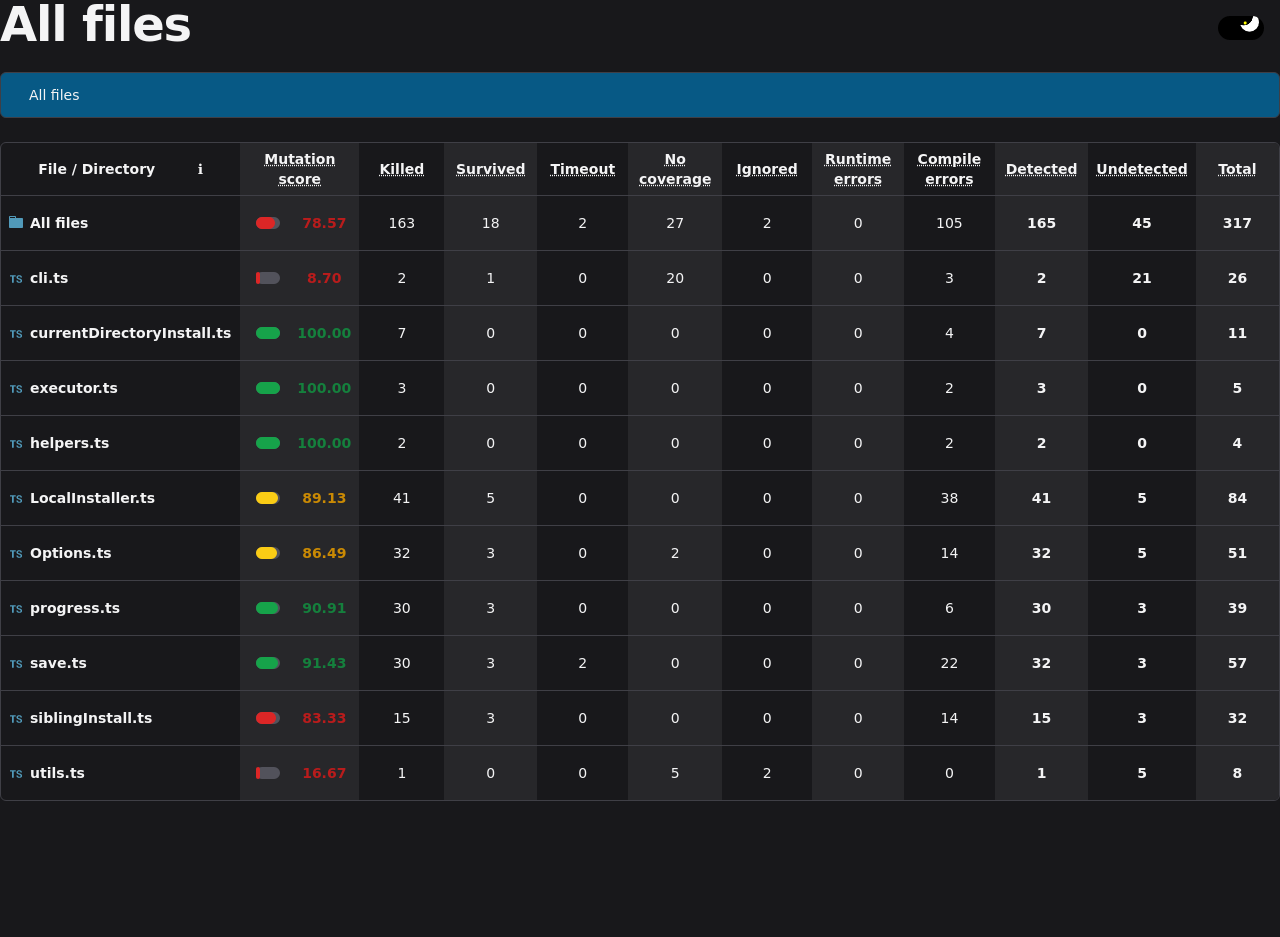 All files
All files
File / Directory ℹ Mutation score Killed Survived Timeout No coverage Ignored Runtime errors Compile errors Detected Undetected Total
All files 78.57 163 18 2 27 2 0 105 165 45 317
TS cli.ts 8.70 2 1 0 20 0 0 3 2 21 26
TS currentDirectoryInstall.ts 100.00 7 0 0 0 0 0 4 7 0 11
TS executor.ts 100.00 3 0 0 0 0 0 2 3 0 5
TS helpers.ts 100.00 2 0 0 0 0 0 2 2 0 4
TS LocalInstaller.ts 89.13 41 5 0 0 0 0 38 41 5 84
TS Options.ts 86.49 32 3 0 2 0 0 14 32 5 51
TS progress.ts 90.91 30 3 0 0 0 0 6 30 3 39
TS save.ts 91.43 30 3 2 0 0 0 22 32 3 57
TS siblingInstall.ts 83.33 15 3 0 0 0 0 14 15 3 32
TS utils.ts 16.67 1 0 0 5 2 0 0 1 5 8